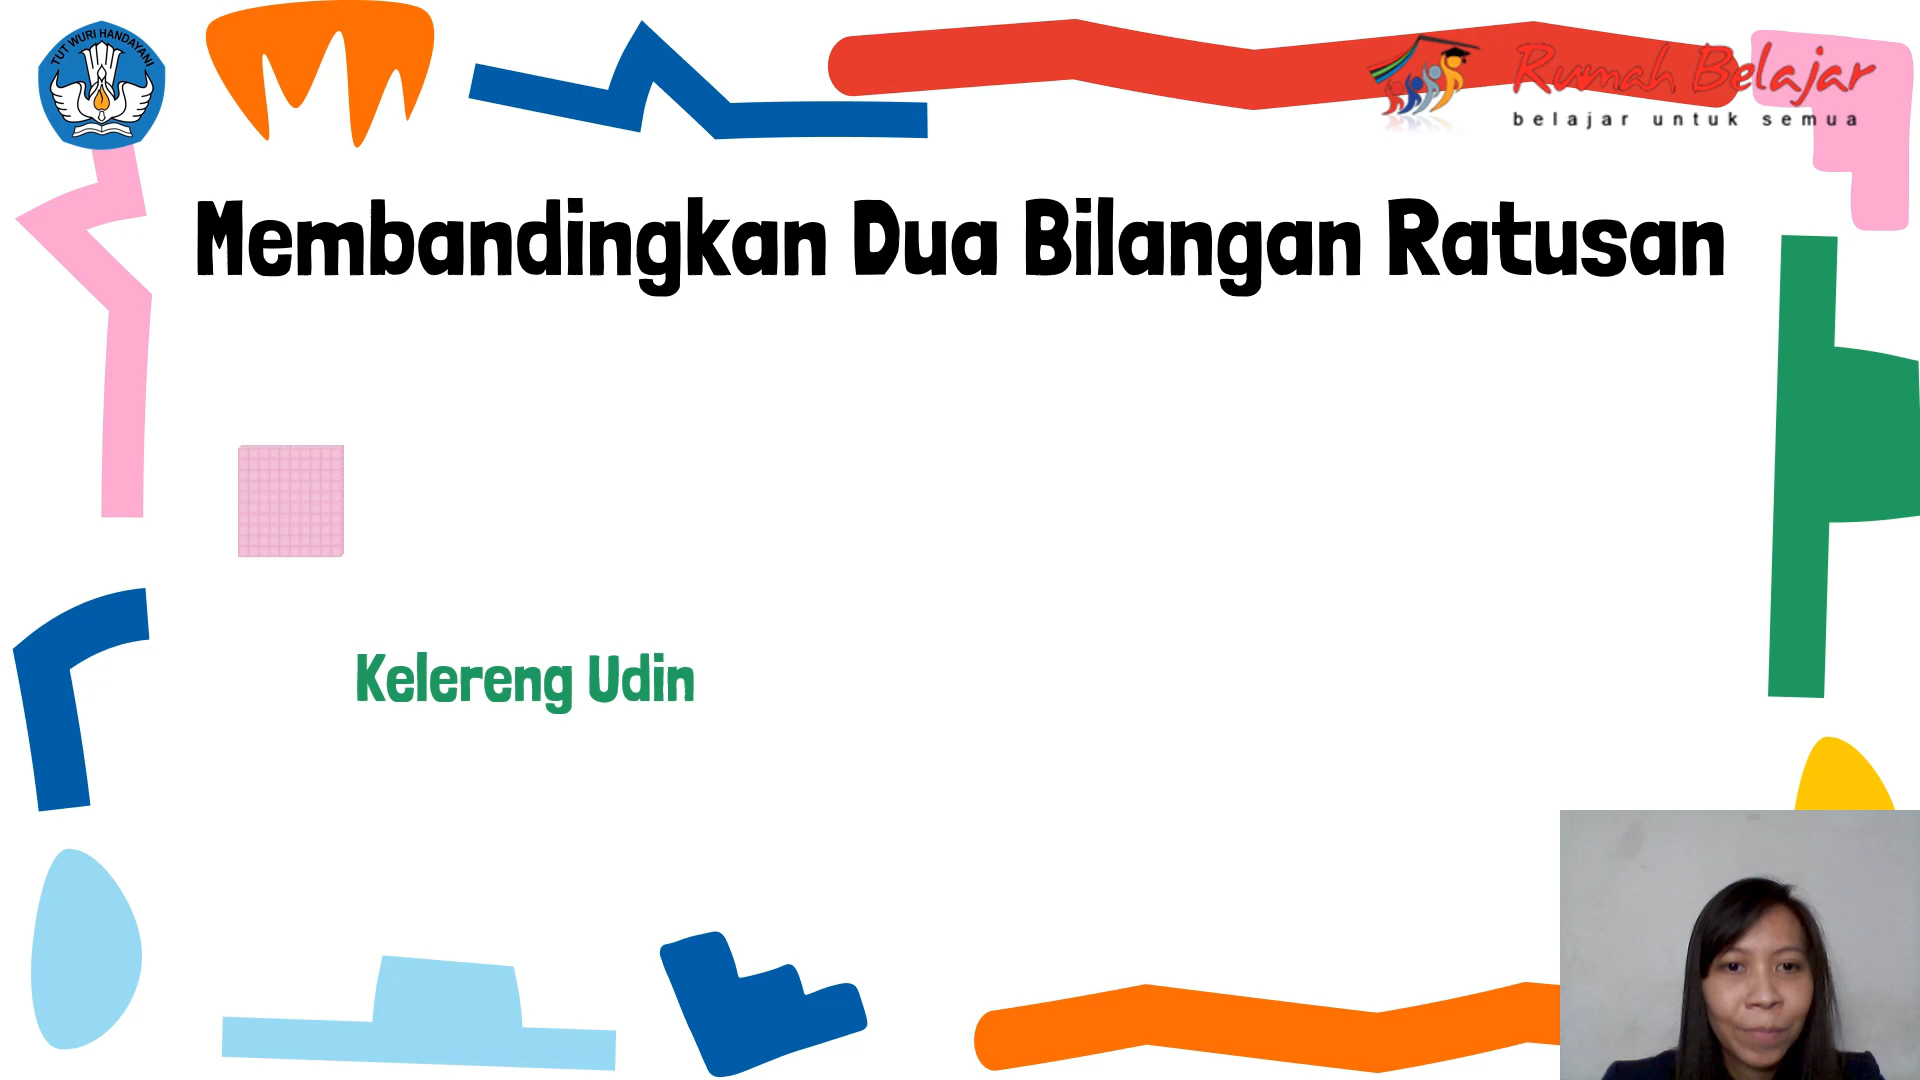 TUT WURI HANDAYANI
Rumah Belajar
belajar untuk semua
Membandingkan Dua Bilangan Ratusan
Kelereng Udin